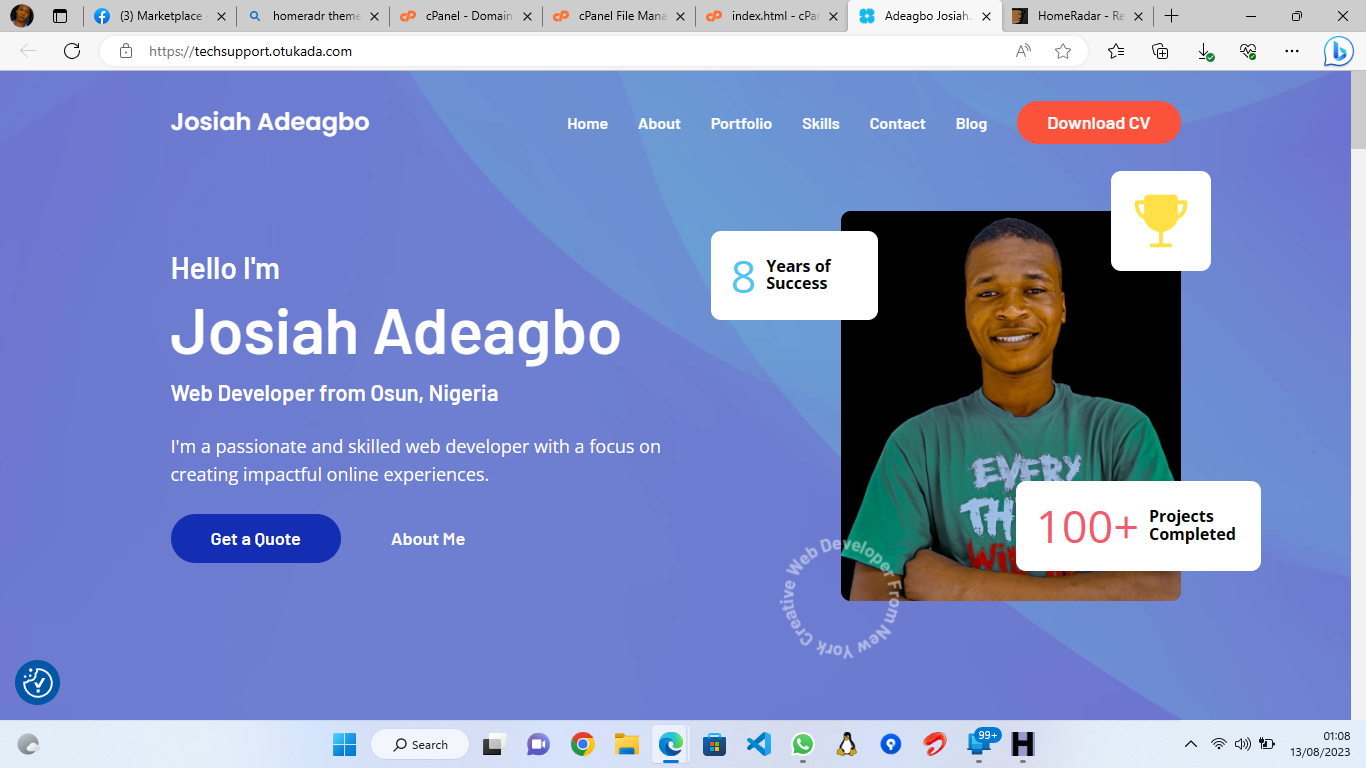 (3) Marketplace -
homeradr theme
cPanel - Domain
cPanel File Mana
index.html - cPan
Adeagbo Josiah.
HomeRadar - Re
https://techsupport.otukada.com
Josiah Adeagbo
Home
About
Portfolio
Skills
Contact
Blog
Download CV
8
Years of
Success
Hello I'm
Josiah Adeagbo
Web Developer from Osun, Nigeria
I'm a passionate and skilled web developer with a focus on
creating impactful online experiences.
Get a Quote
About Me
EVERY
100+
Projects
Completed
Creative Web Developer From New York
Search
99+
01:08
13/08/2023